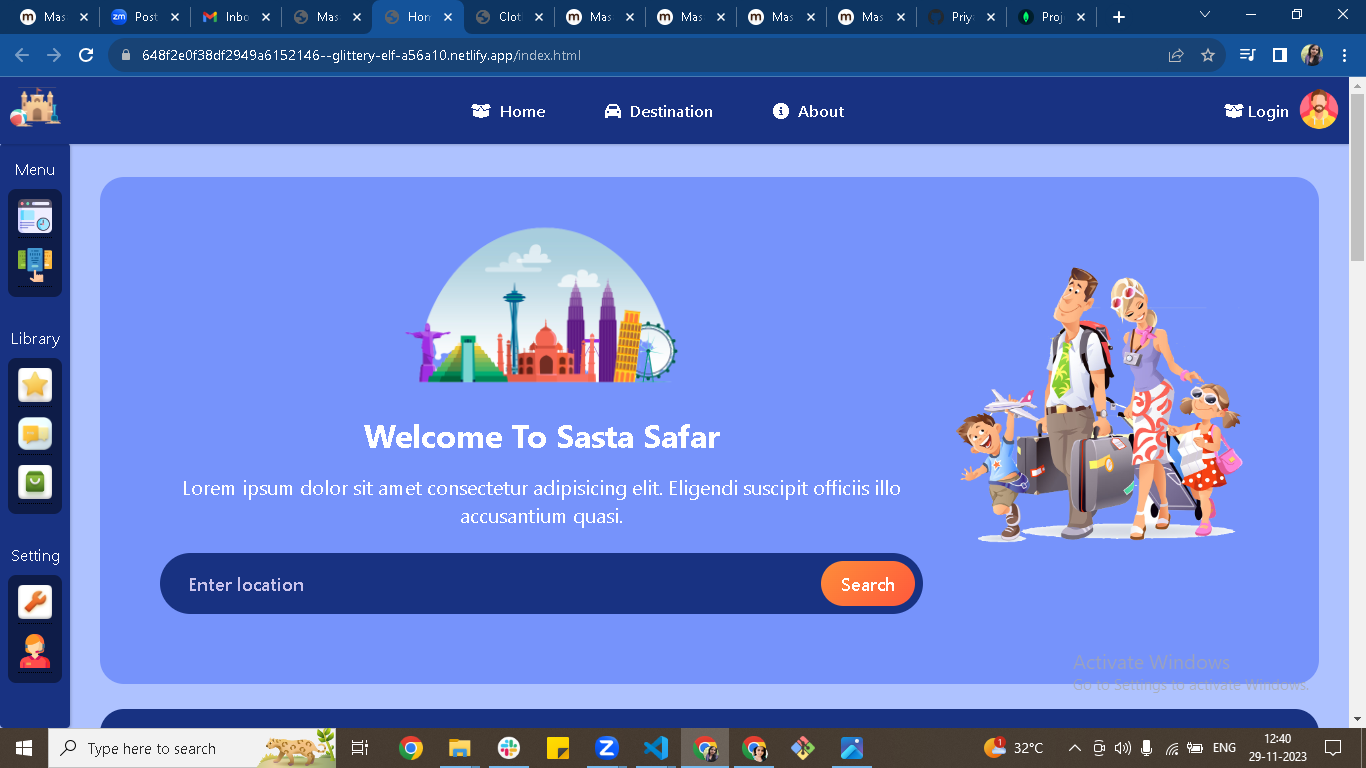 Mas
Post
Inbo
Mas
Hom
Clot
Mas
Mas
Mas
Mas
Priy
Proj
648f2e0f38df2949a6152146--glittery-elf-a56a10.netlify.app/index.html
Home
Destination
About
Login
Menu
Library
Setting
Welcome To Sasta Safar
Lorem ipsum dolor sit amet consectetur adipisicing elit. Eligendi suscipit officiis illo
accusantium quasi.
Enter location
Search
Activate Windows
Go to Settings to activate Windows.
Type here to search
32°C
ENG
12:40
29-11-2023